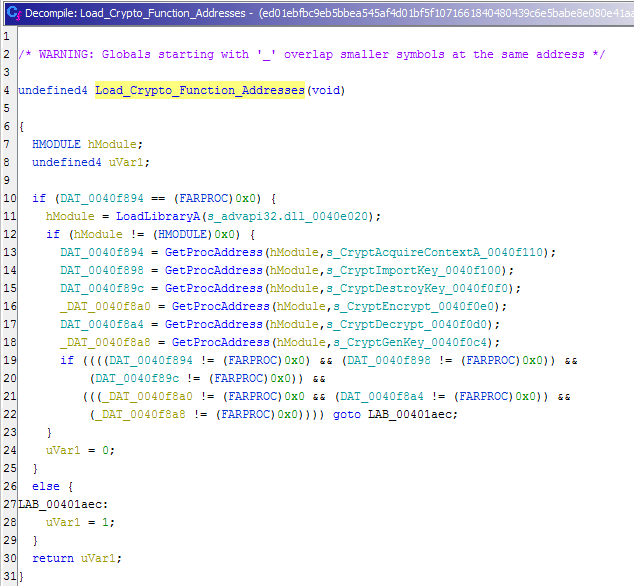 Decompile: Load_Crypto_Function_Addresses - (ed01ebfbc9eb5bbea545af4d01bf5f1071661840480439c6e5babe8e080e41aa
1
2 /* WARNING: Globals starting with '_' overlap smaller symbols at the same address */
3
4 undefined4 Load_Crypto_Function_Addresses(void)
5
6 {
7   HMODULE hModule;
8   undefined4 uVar1;
9
10   if (DAT_0040f894 == (FARPROC)0x0) {
11     hModule = LoadLibraryA(s_advapi32.dll_0040e020);
12     if (hModule != (HMODULE)0x0) {
13       DAT_0040f894 = GetProcAddress(hModule,s_CryptAcquireContextA_0040f110);
14       DAT_0040f898 = GetProcAddress(hModule,s_CryptImportKey_0040f100);
15       DAT_0040f89c = GetProcAddress(hModule,s_CryptDestroyKey_0040f0f0);
16       _DAT_0040f8a0 = GetProcAddress(hModule,s_CryptEncrypt_0040f0e0);
17       DAT_0040f8a4 = GetProcAddress(hModule,s_CryptDecrypt_0040f0d0);
18       _DAT_0040f8a8 = GetProcAddress(hModule,s_CryptGenKey_0040f0c4);
19       if ((((DAT_0040f894 != (FARPROC)0x0) && (DAT_0040f898 != (FARPROC)0x0)) &&
20           (DAT_0040f89c != (FARPROC)0x0)) &&
21          (((_DAT_0040f8a0 != (FARPROC)0x0 && (DAT_0040f8a4 != (FARPROC)0x0)) &&
22           (_DAT_0040f8a8 != (FARPROC)0x0)))) goto LAB_00401aec;
23     }
24     uVar1 = 0;
25   }
26   else {
27 LAB_00401aec:
28     uVar1 = 1;
29   }
30   return uVar1;
31 }